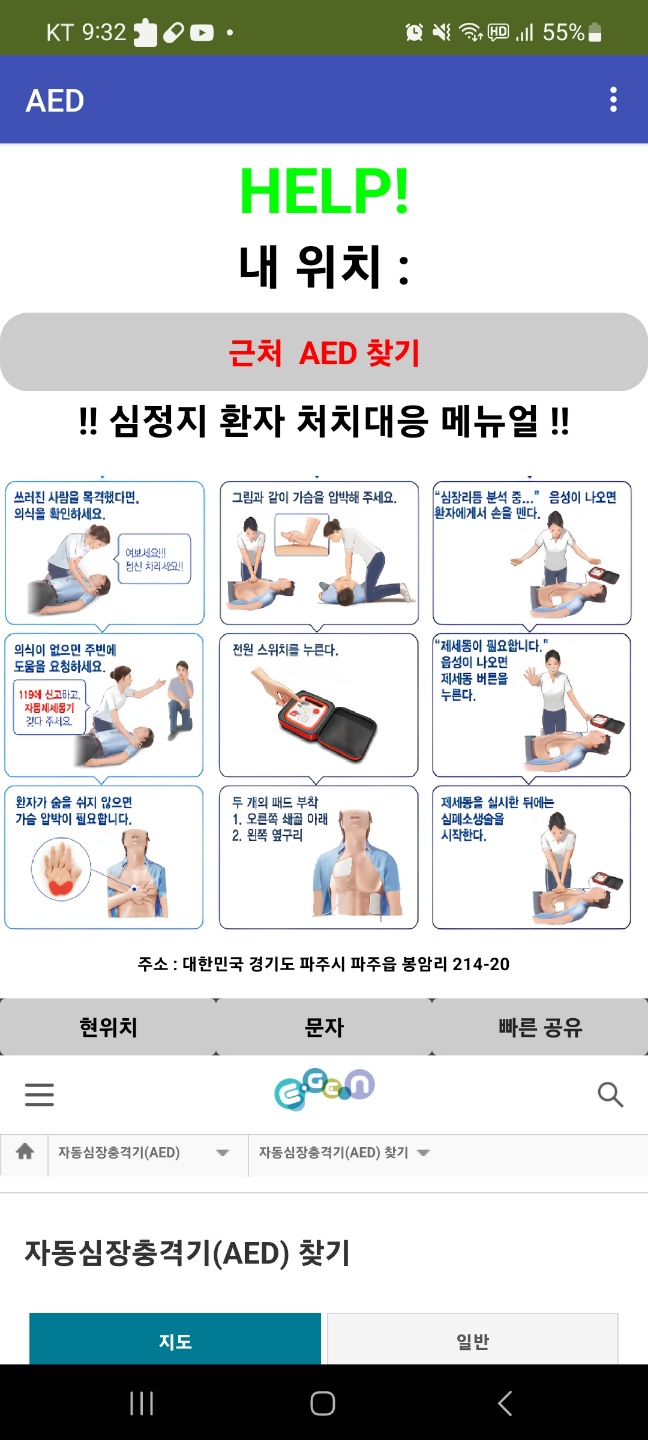 KT 9:32
HD 55%
AED
HELP!
내 위치 :
근처 AED 찾기
!! 심정지 환자 처치대응 메뉴얼 !!
쓰러진 사람을 목격했다면,
의식을 확인하세요.
여보세요!!!
정신 차리세요!!
의식이 없으면 주변에
도움을 요청하세요.
119에 신고하고,
자동제세동기
갖다 주세요.
환자가 숨을 쉬지 않으면
가슴 압박이 필요합니다.
그림과 같이 가슴을 압박해 주세요.
전원 스위치를 누른다.
두 개의 패드 부착
1. 오른쪽 쇄골 아래
2. 왼쪽 옆구리
“심장리듬 분석 중...” 음성이 나오면
환자에게서 손을 뗀다.
“제세동이 필요합니다.”
음성이 나오면
제세동 버튼을
누른다.
제세동을 실시한 뒤에는
심폐소생술을
시작한다.
주소 : 대한민국 경기도 파주시 파주읍 봉암리 214-20
현위치
문자
빠른 공유
E-Gen
자동심장충격기(AED)
자동심장충격기(AED) 찾기
자동심장충격기(AED) 찾기
지도
일반